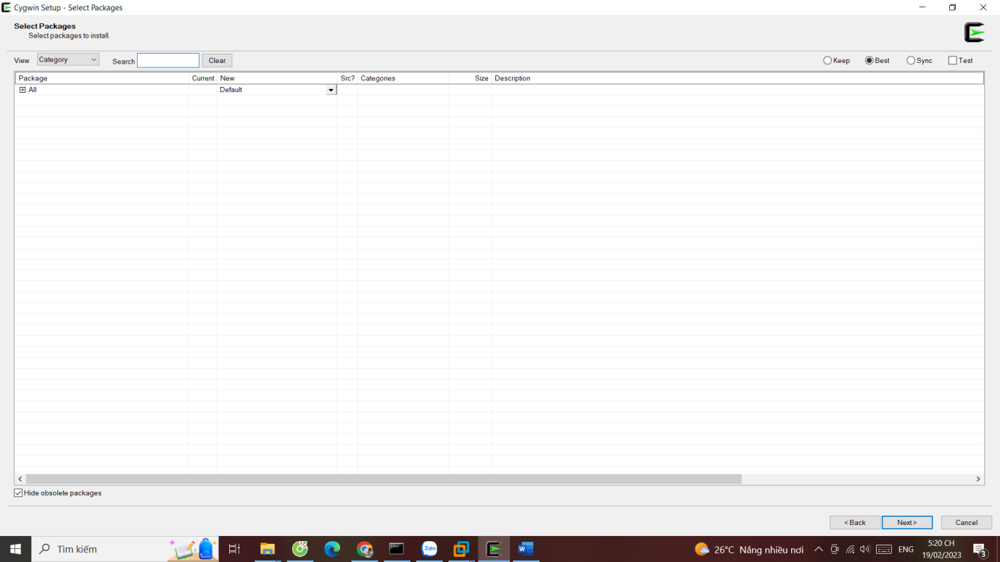 Cygwin Setup - Select Packages
Select Packages
Select packages to install.
View Category Search Clear Keep Best Sync Test
Package Current New Src? Categories Size Description
All Default
Hide obsolete packages
< Back Next > Cancel
Tìm kiếm Zalo W 26°C Nắng nhiều nơi ENG 5:20 CH
19/02/2023 3